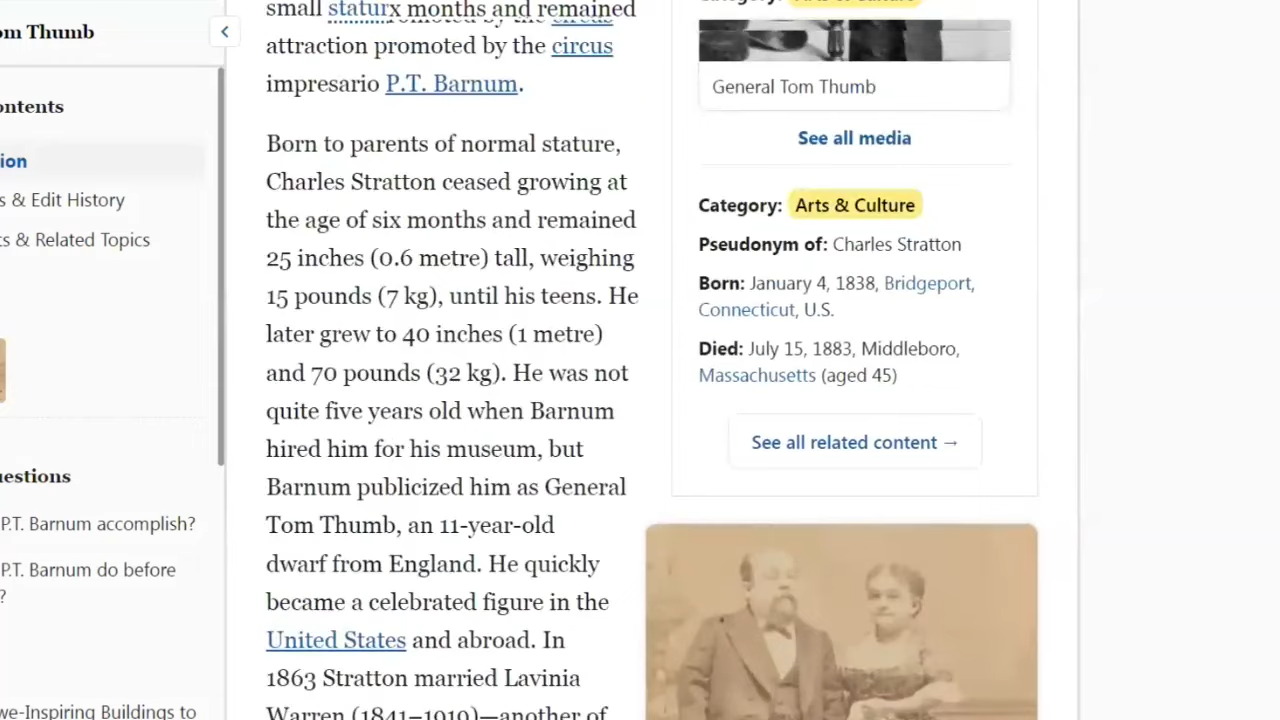 om Thumb
ontents
ion
s & Edit History
ts & Related Topics
uestions
P.T. Barnum accomplish?
P.T. Barnum do before
?
we-Inspiring Buildings to
small staturx months and remained
attraction promoted by the circus
impresario P.T. Barnum.
Born to parents of normal stature,
Charles Stratton ceased growing at
the age of six months and remained
25 inches (0.6 metre) tall, weighing
15 pounds (7 kg), until his teens. He
later grew to 40 inches (1 metre)
and 70 pounds (32 kg). He was not
quite five years old when Barnum
hired him for his museum, but
Barnum publicized him as General
Tom Thumb, an 11-year-old
dwarf from England. He quickly
became a celebrated figure in the
United States and abroad. In
1863 Stratton married Lavinia
Warren (1841–1919)—another of
General Tom Thumb
See all media
Category: Arts & Culture
Pseudonym of: Charles Stratton
Born: January 4, 1838, Bridgeport,
Connecticut, U.S.
Died: July 15, 1883, Middleboro,
Massachusetts (aged 45)
See all related content →